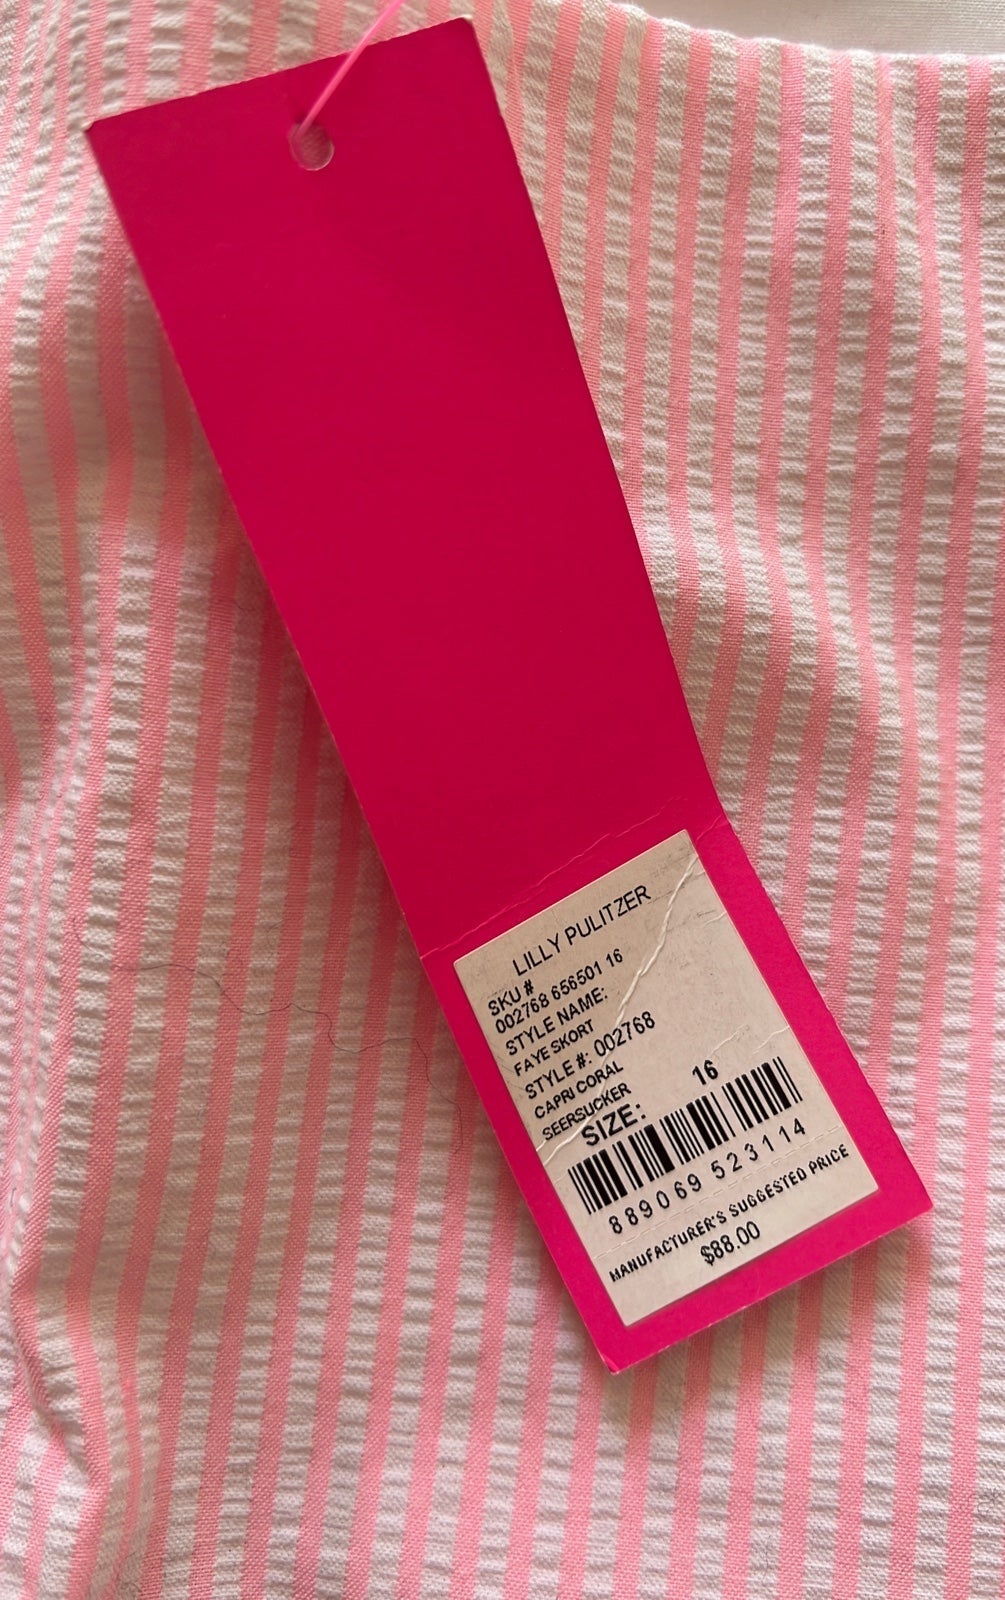 LILLY PULITZER
SKU #
002768 656501 16
STYLE NAME:
FAYE SKORT
STYLE #: 002768
CAPRI CORAL
SEERSUCKER
SIZE: 16
889069 523114
MANUFACTURER'S SUGGESTED PRICE
$88.00